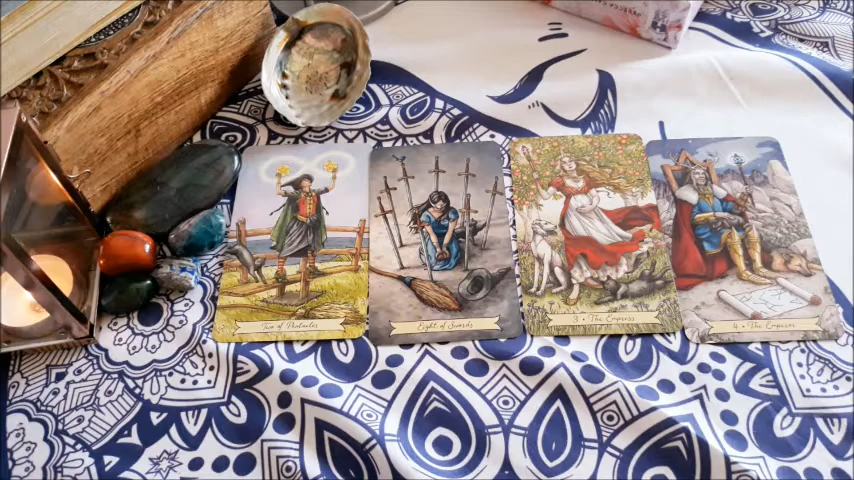 Two of Pentacles
Eight of Swords
3 • The Empress
4 • The Emperor